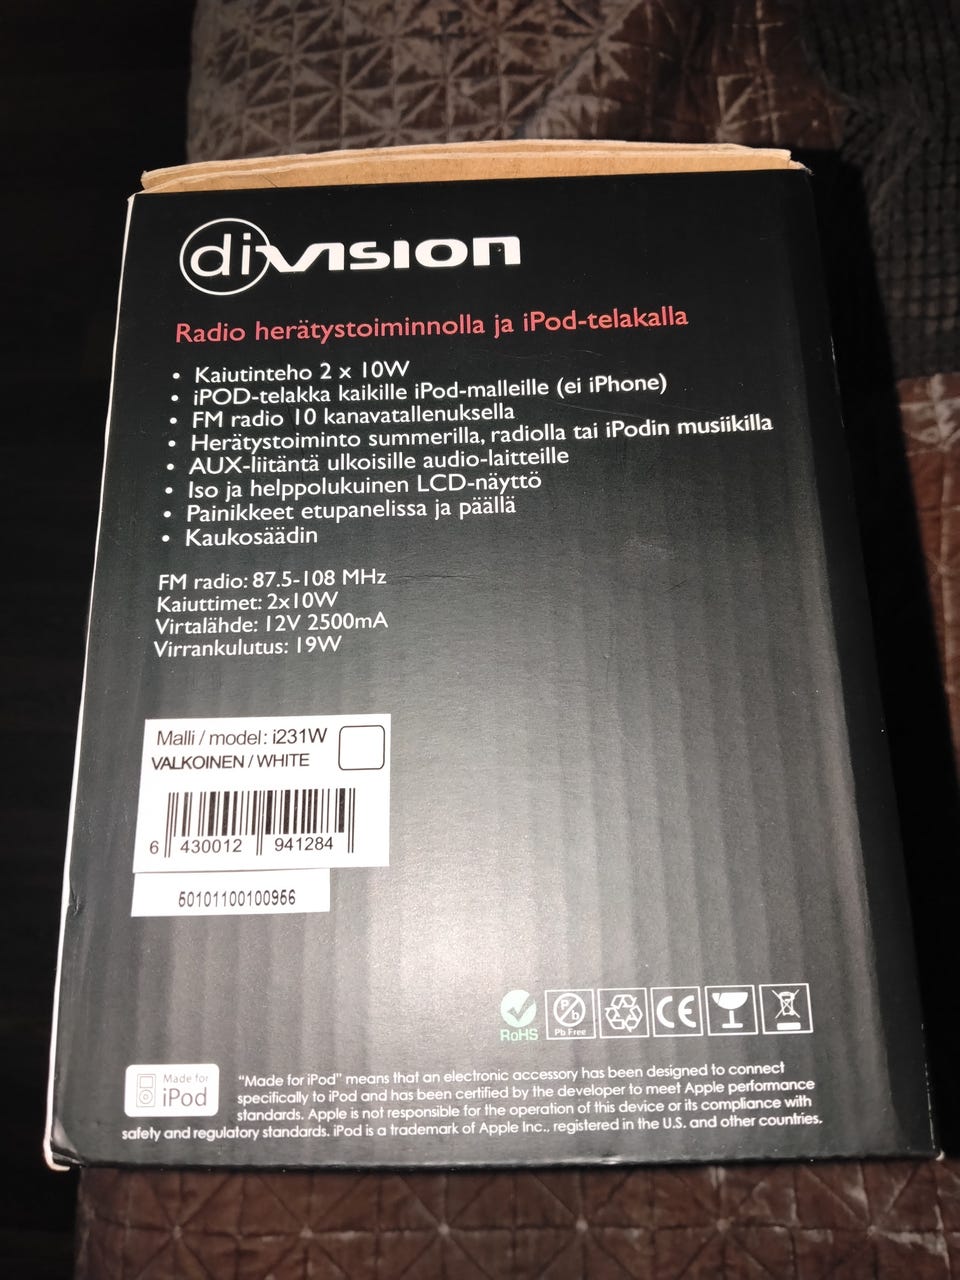 diVISION
Radio herätystoiminnolla ja iPod-telakalla
• Kaiutinteho 2 x 10W
• iPOD-telakka kaikille iPod-malleille (ei iPhone)
• FM radio 10 kanavatallenuksella
• Herätystoiminto summerilla, radiolla tai iPodin musiikilla
• AUX-liitäntä ulkoisille audio-laitteille
• Iso ja helppolukuinen LCD-näyttö
• Painikkeet etupanelissa ja päällä
• Kaukosäädin
FM radio: 87.5-108 MHz
Kaiuttimet: 2x10W
Virtalähde: 12V 2500mA
Virrankulutus: 19W
Malli / model: i231W
VALKOINEN / WHITE
6 430012 941284
50101100100956
RoHS
Pb
Pb Free
CE
Made for
iPod
"Made for iPod" means that an electronic accessory has been designed to connect
specifically to iPod and has been certified by the developer to meet Apple performance
standards. Apple is not responsible for the operation of this device or its compliance with
safety and regulatory standards. iPod is a trademark of Apple Inc., registered in the U.S. and other countries.